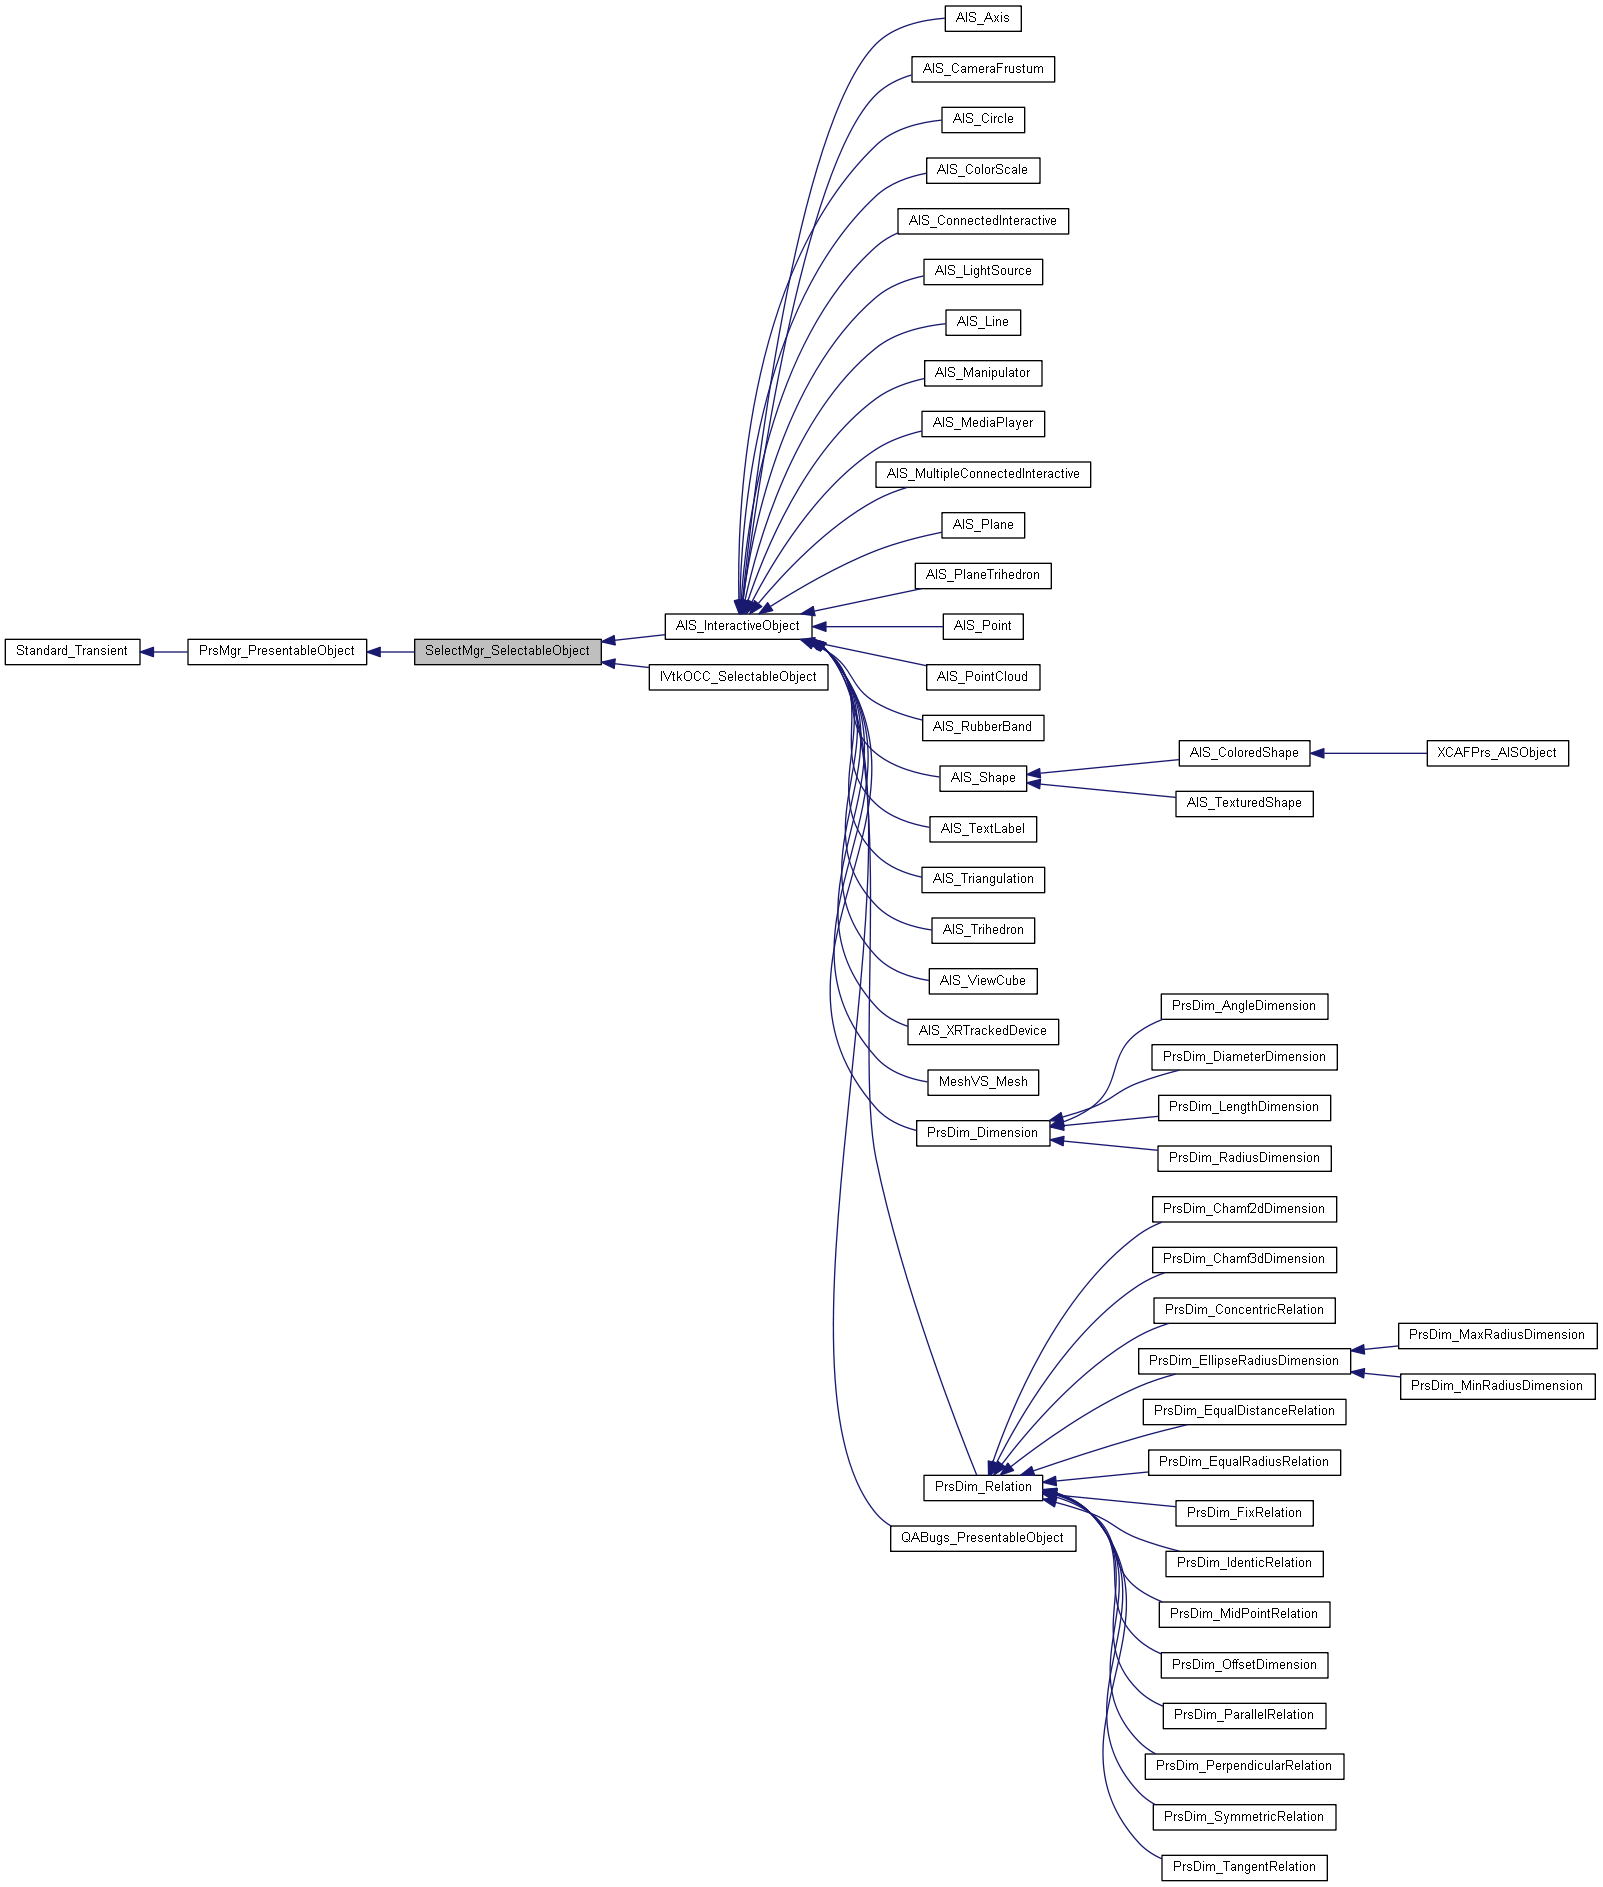 AIS_Axis
AIS_CameraFrustum
AIS_Circle
AIS_ColorScale
AIS_ConnectedInteractive
AIS_LightSource
AIS_Line
AIS_Manipulator
AIS_MediaPlayer
AIS_MultipleConnectedInteractive
AIS_Plane
AIS_PlaneTrihedron
AIS_InteractiveObject
AIS_Point
Standard_Transient
PrsMgr_PresentableObject
SelectMgr_SelectableObject
IVtkOCC_SelectableObject
AIS_PointCloud
AIS_RubberBand
AIS_ColoredShape
XCAFPrs_AISObject
AIS_Shape
AIS_TexturedShape
AIS_TextLabel
AIS_Triangulation
AIS_Trihedron
AIS_ViewCube
PrsDim_AngleDimension
AIS_XRTrackedDevice
PrsDim_DiameterDimension
MeshVS_Mesh
PrsDim_LengthDimension
PrsDim_Dimension
PrsDim_RadiusDimension
PrsDim_Chamf2dDimension
PrsDim_Chamf3dDimension
PrsDim_ConcentricRelation
PrsDim_MaxRadiusDimension
PrsDim_EllipseRadiusDimension
PrsDim_MinRadiusDimension
PrsDim_EqualDistanceRelation
PrsDim_EqualRadiusRelation
PrsDim_Relation
PrsDim_FixRelation
QABugs_PresentableObject
PrsDim_IdenticRelation
PrsDim_MidPointRelation
PrsDim_OffsetDimension
PrsDim_ParallelRelation
PrsDim_PerpendicularRelation
PrsDim_SymmetricRelation
PrsDim_TangentRelation